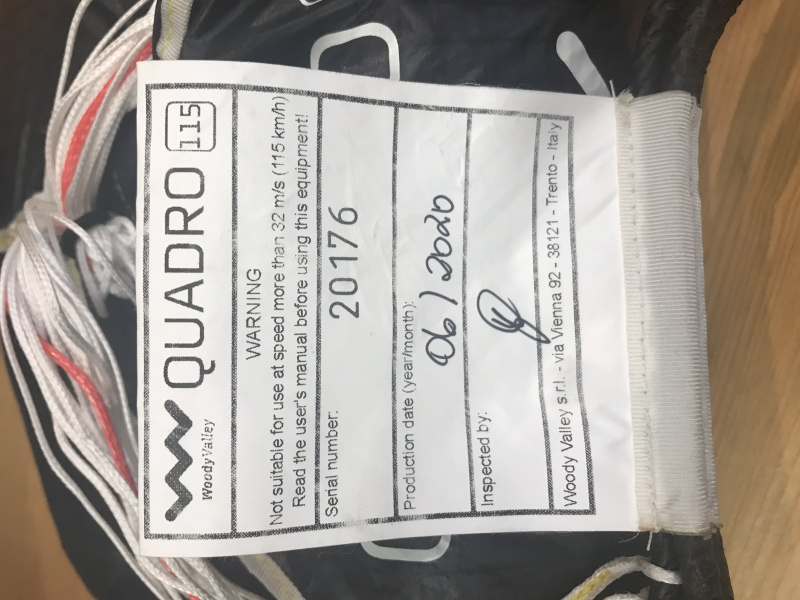 Woody Valley
QUADRO 115
WARNING
Not suitable for use at speed more than 32 m/s (115 km/h)
Read the user's manual before using this equipment!
Serial number:
20176
Production date (year/month):
06/2020
Inspected by:
Woody Valley s.r.l. - via Vienna 92 - 38121 - Trento - Italy